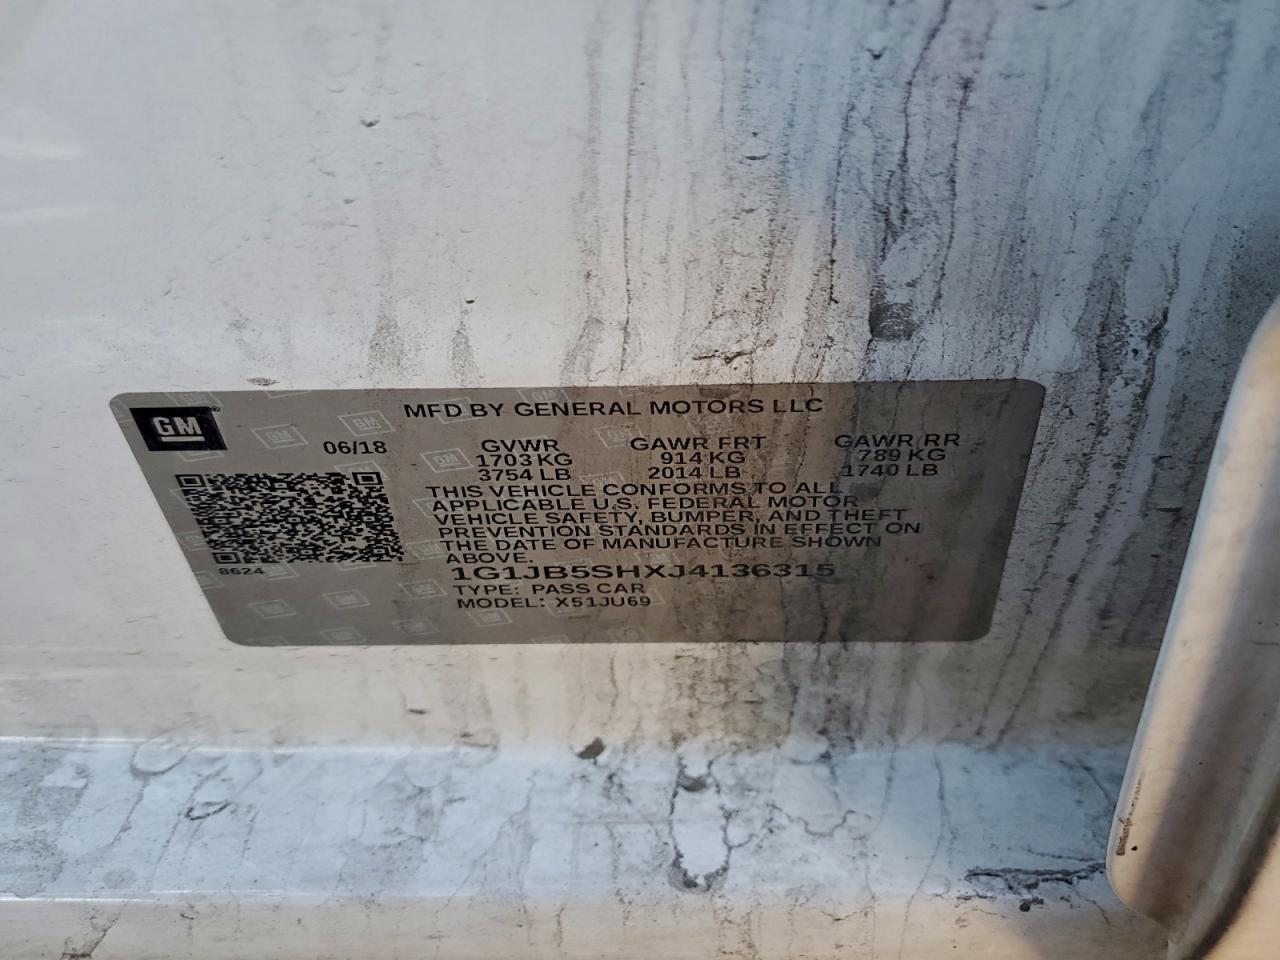 GM
MFD BY GENERAL MOTORS LLC
06/18 GVWR GAWR FRT GAWR RR
1703 KG 914 KG 789 KG
3754 LB 2014 LB 1740 LB
THIS VEHICLE CONFORMS TO ALL
APPLICABLE U.S. FEDERAL MOTOR
VEHICLE SAFETY, BUMPER, AND THEFT
PREVENTION STANDARDS IN EFFECT ON
THE DATE OF MANUFACTURE SHOWN
ABOVE.
8624
1G1JB5SHXJ4136315
TYPE: PASS CAR
MODEL: X51JU69